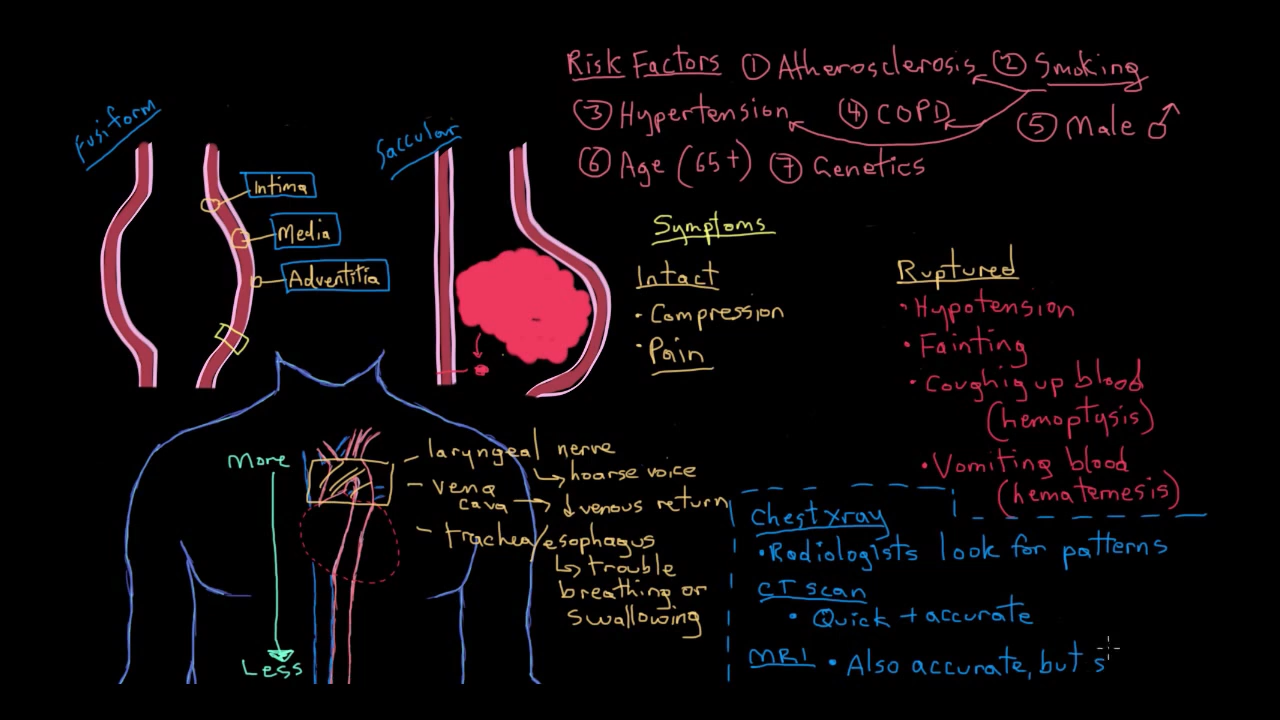 Risk Factors ① Atherosclerosis ② Smoking
③ Hypertension ④ COPD ⑤ Male ♂
⑥ Age (65+) ⑦ Genetics
Fusiform
Intima
Media
Adventitia
Saccular
Symptoms
Intact
• Compression
• Pain
Ruptured
• Hypotension
• Fainting
• Coughig up blood
(hemoptysis)
• Vomiting blood
(hematemesis)
More
Less
– laryngeal nerve
↳ hoarse voice
– vena
cava → ↓ venous return
– trachea/esophagus
↳ trouble
breathing or
swallowing
Chest xray
• Radiologists look for patterns
CT scan
• Quick + accurate
MRI • Also accurate, but s